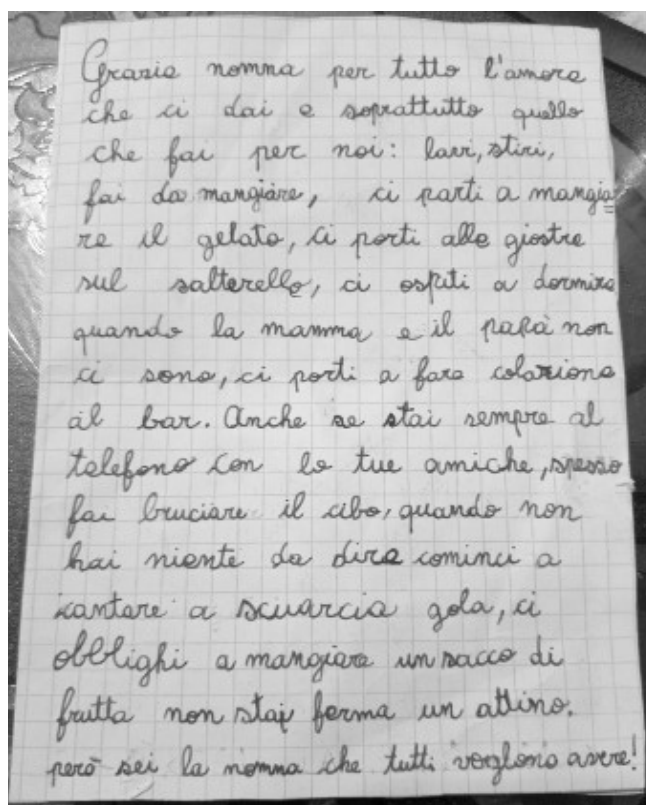 Grazie nonna per tutto l'amore
che ci dai e soprattutto quello
che fai per noi: lavi, stiri,
fai da mangiare, ci porti a mangia
re il gelato, ci porti alle giostre
sul salterello, ci ospiti a dormire
quando la mamma e il papà non
ci sono, ci porti a fare colazione
al bar. Anche se stai sempre al
telefono con le tue amiche, spesso
fai bruciare il cibo, quando non
hai niente da dire cominci a
cantare a scuarcia gola, ci
obblighi a mangiare un sacco di
frutta non stai ferma un attino.
però sei la nonna che tutti vogliono avere!